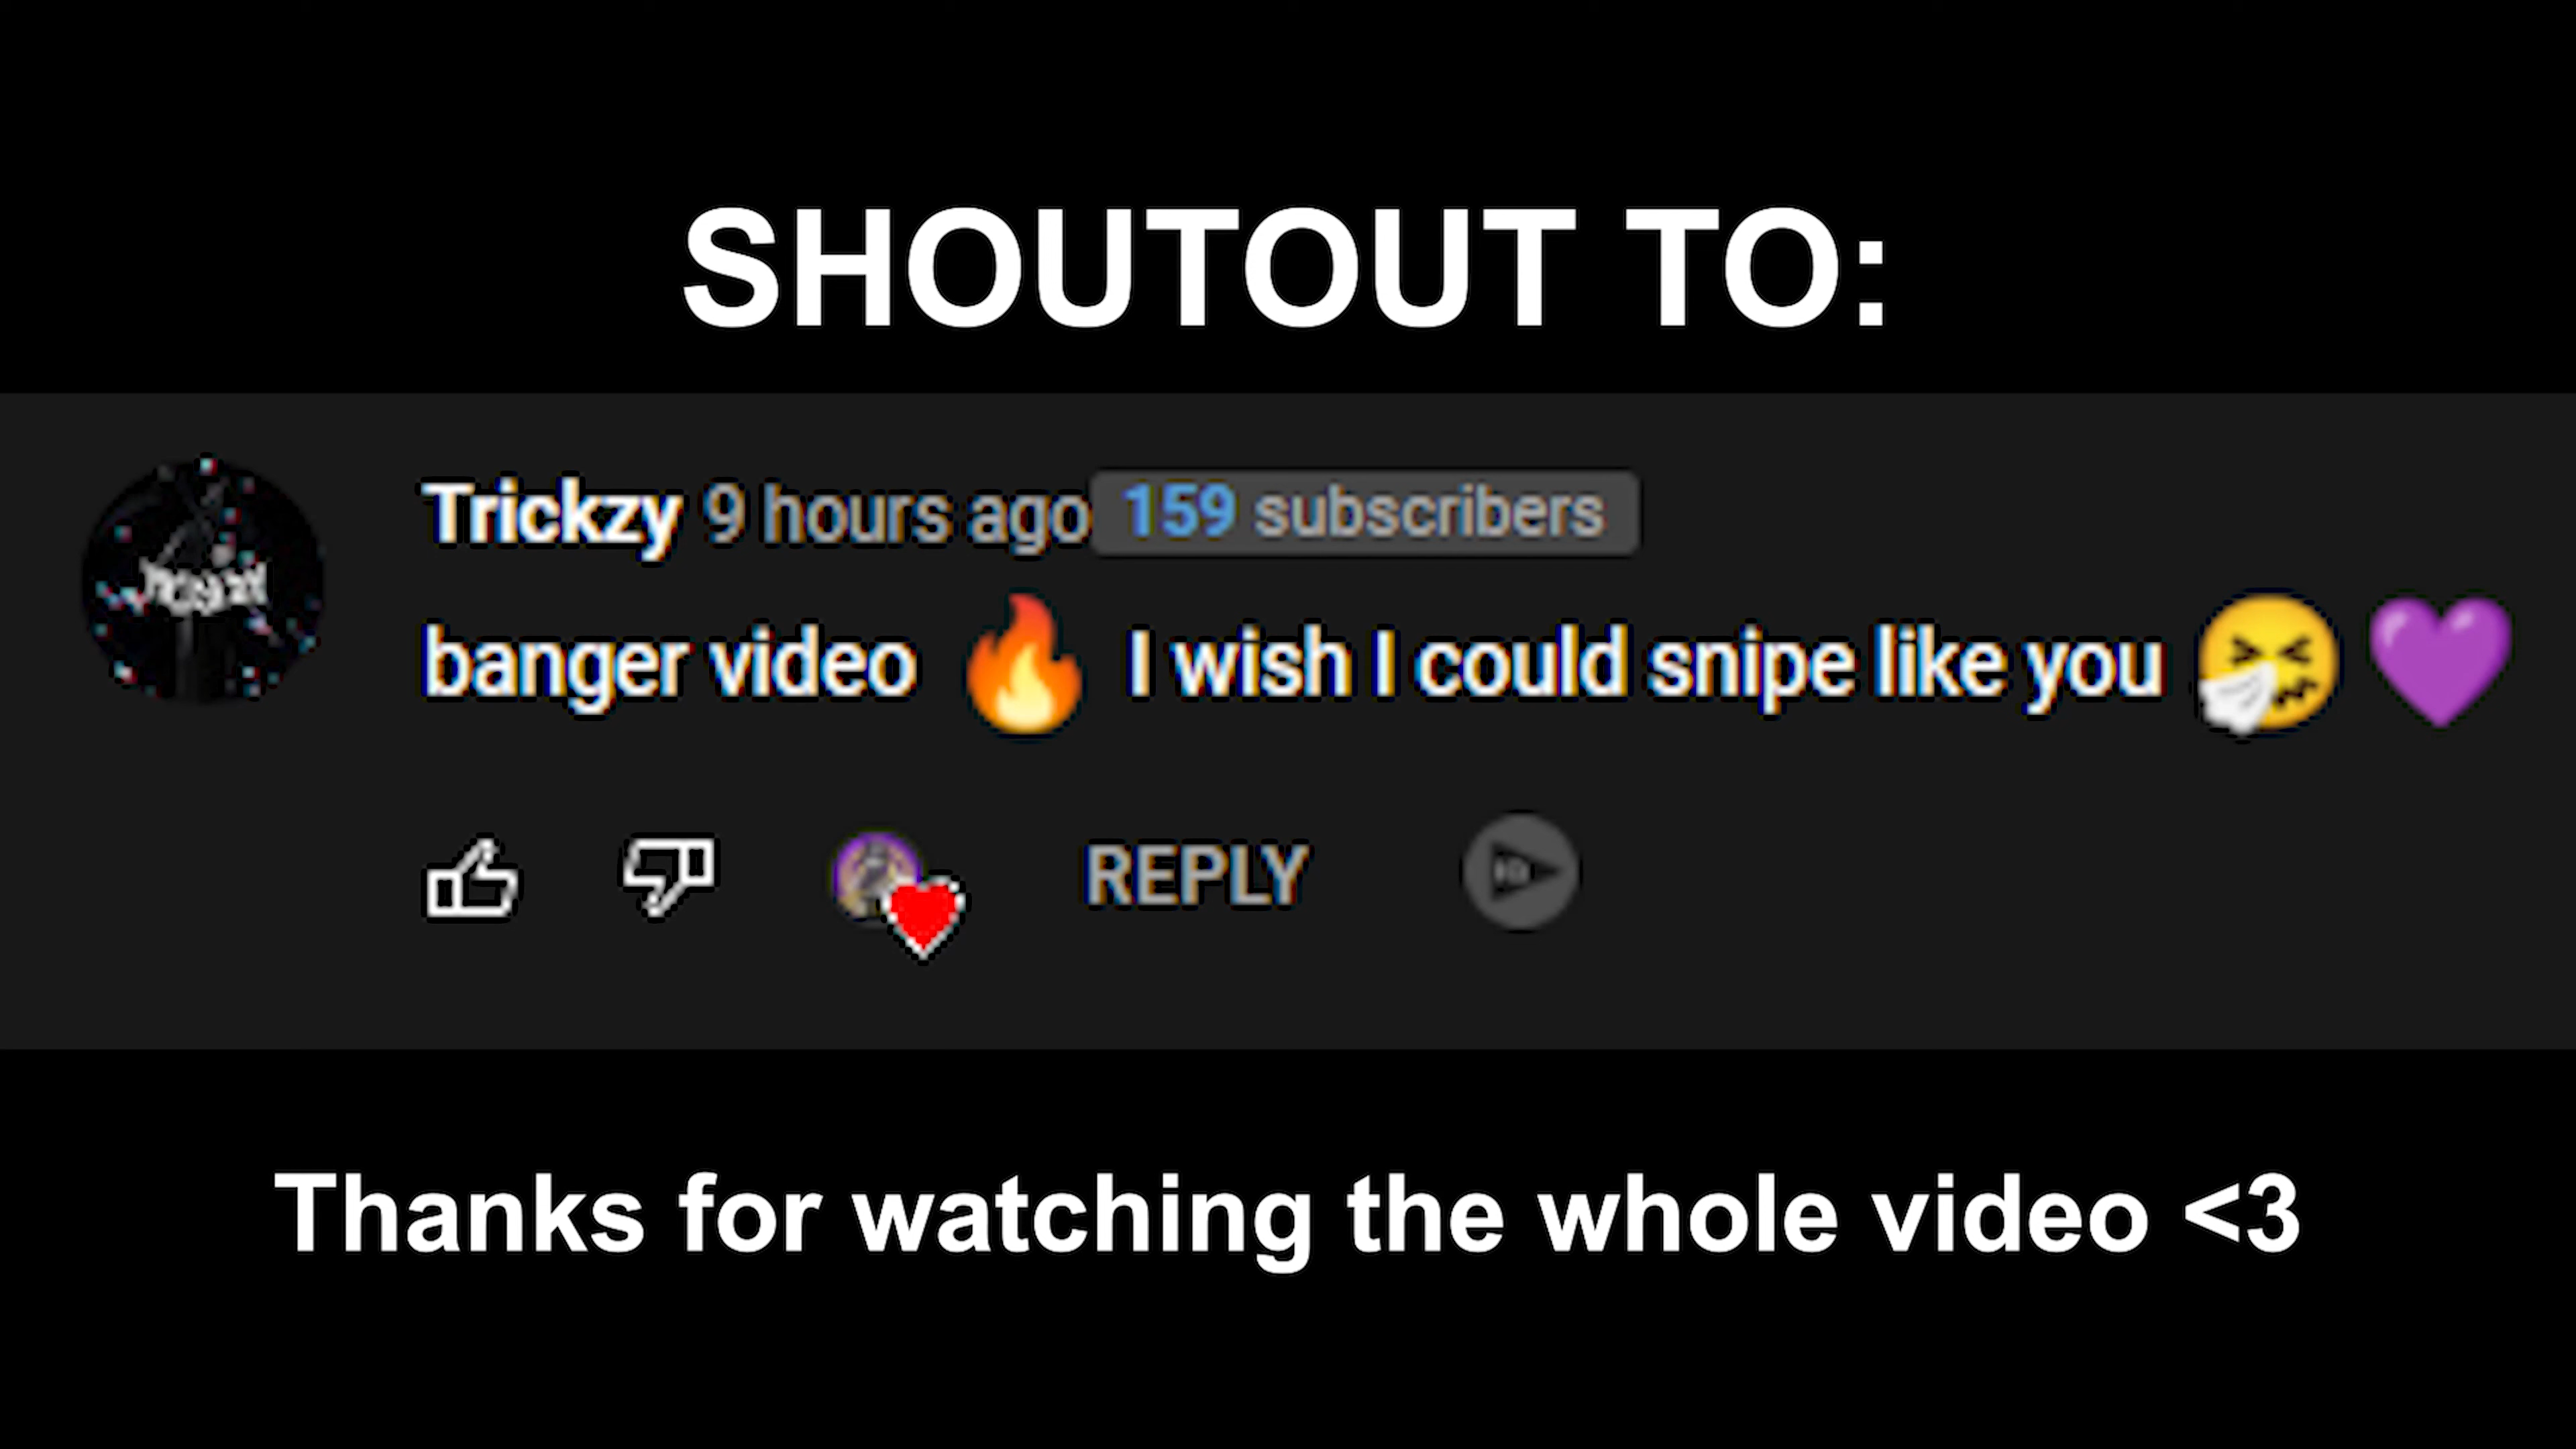 SHOUTOUT TO:
Trickzy 9 hours ago 159 subscribers
banger video 🔥 I wish I could snipe like you 🤧 💜
REPLY
Thanks for watching the whole video <3